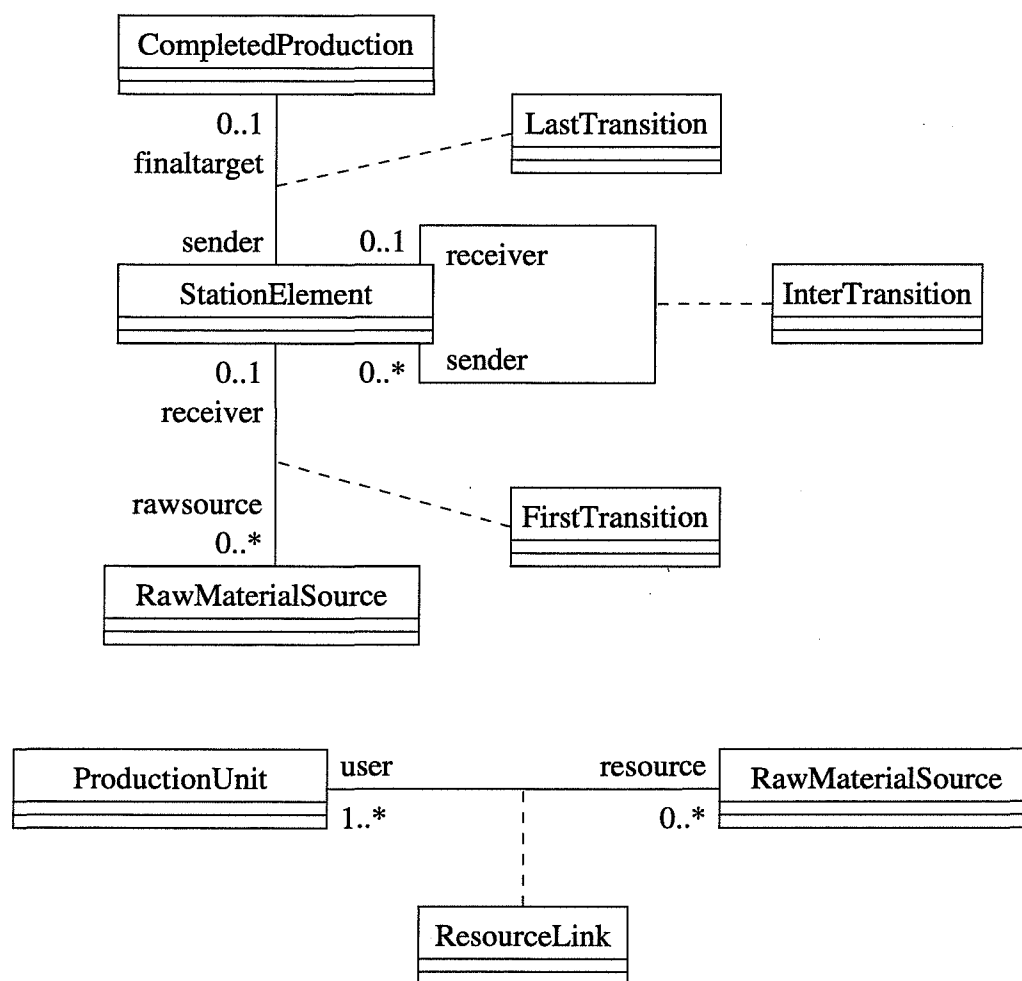 CompletedProduction
0..1
LastTransition
finaltarget
sender
0..1
receiver
StationElement
InterTransition
0..1
0..*
sender
receiver
rawsource
FirstTransition
0..*
RawMaterialSource
ProductionUnit
user
resource
RawMaterialSource
1..*
0..*
ResourceLink